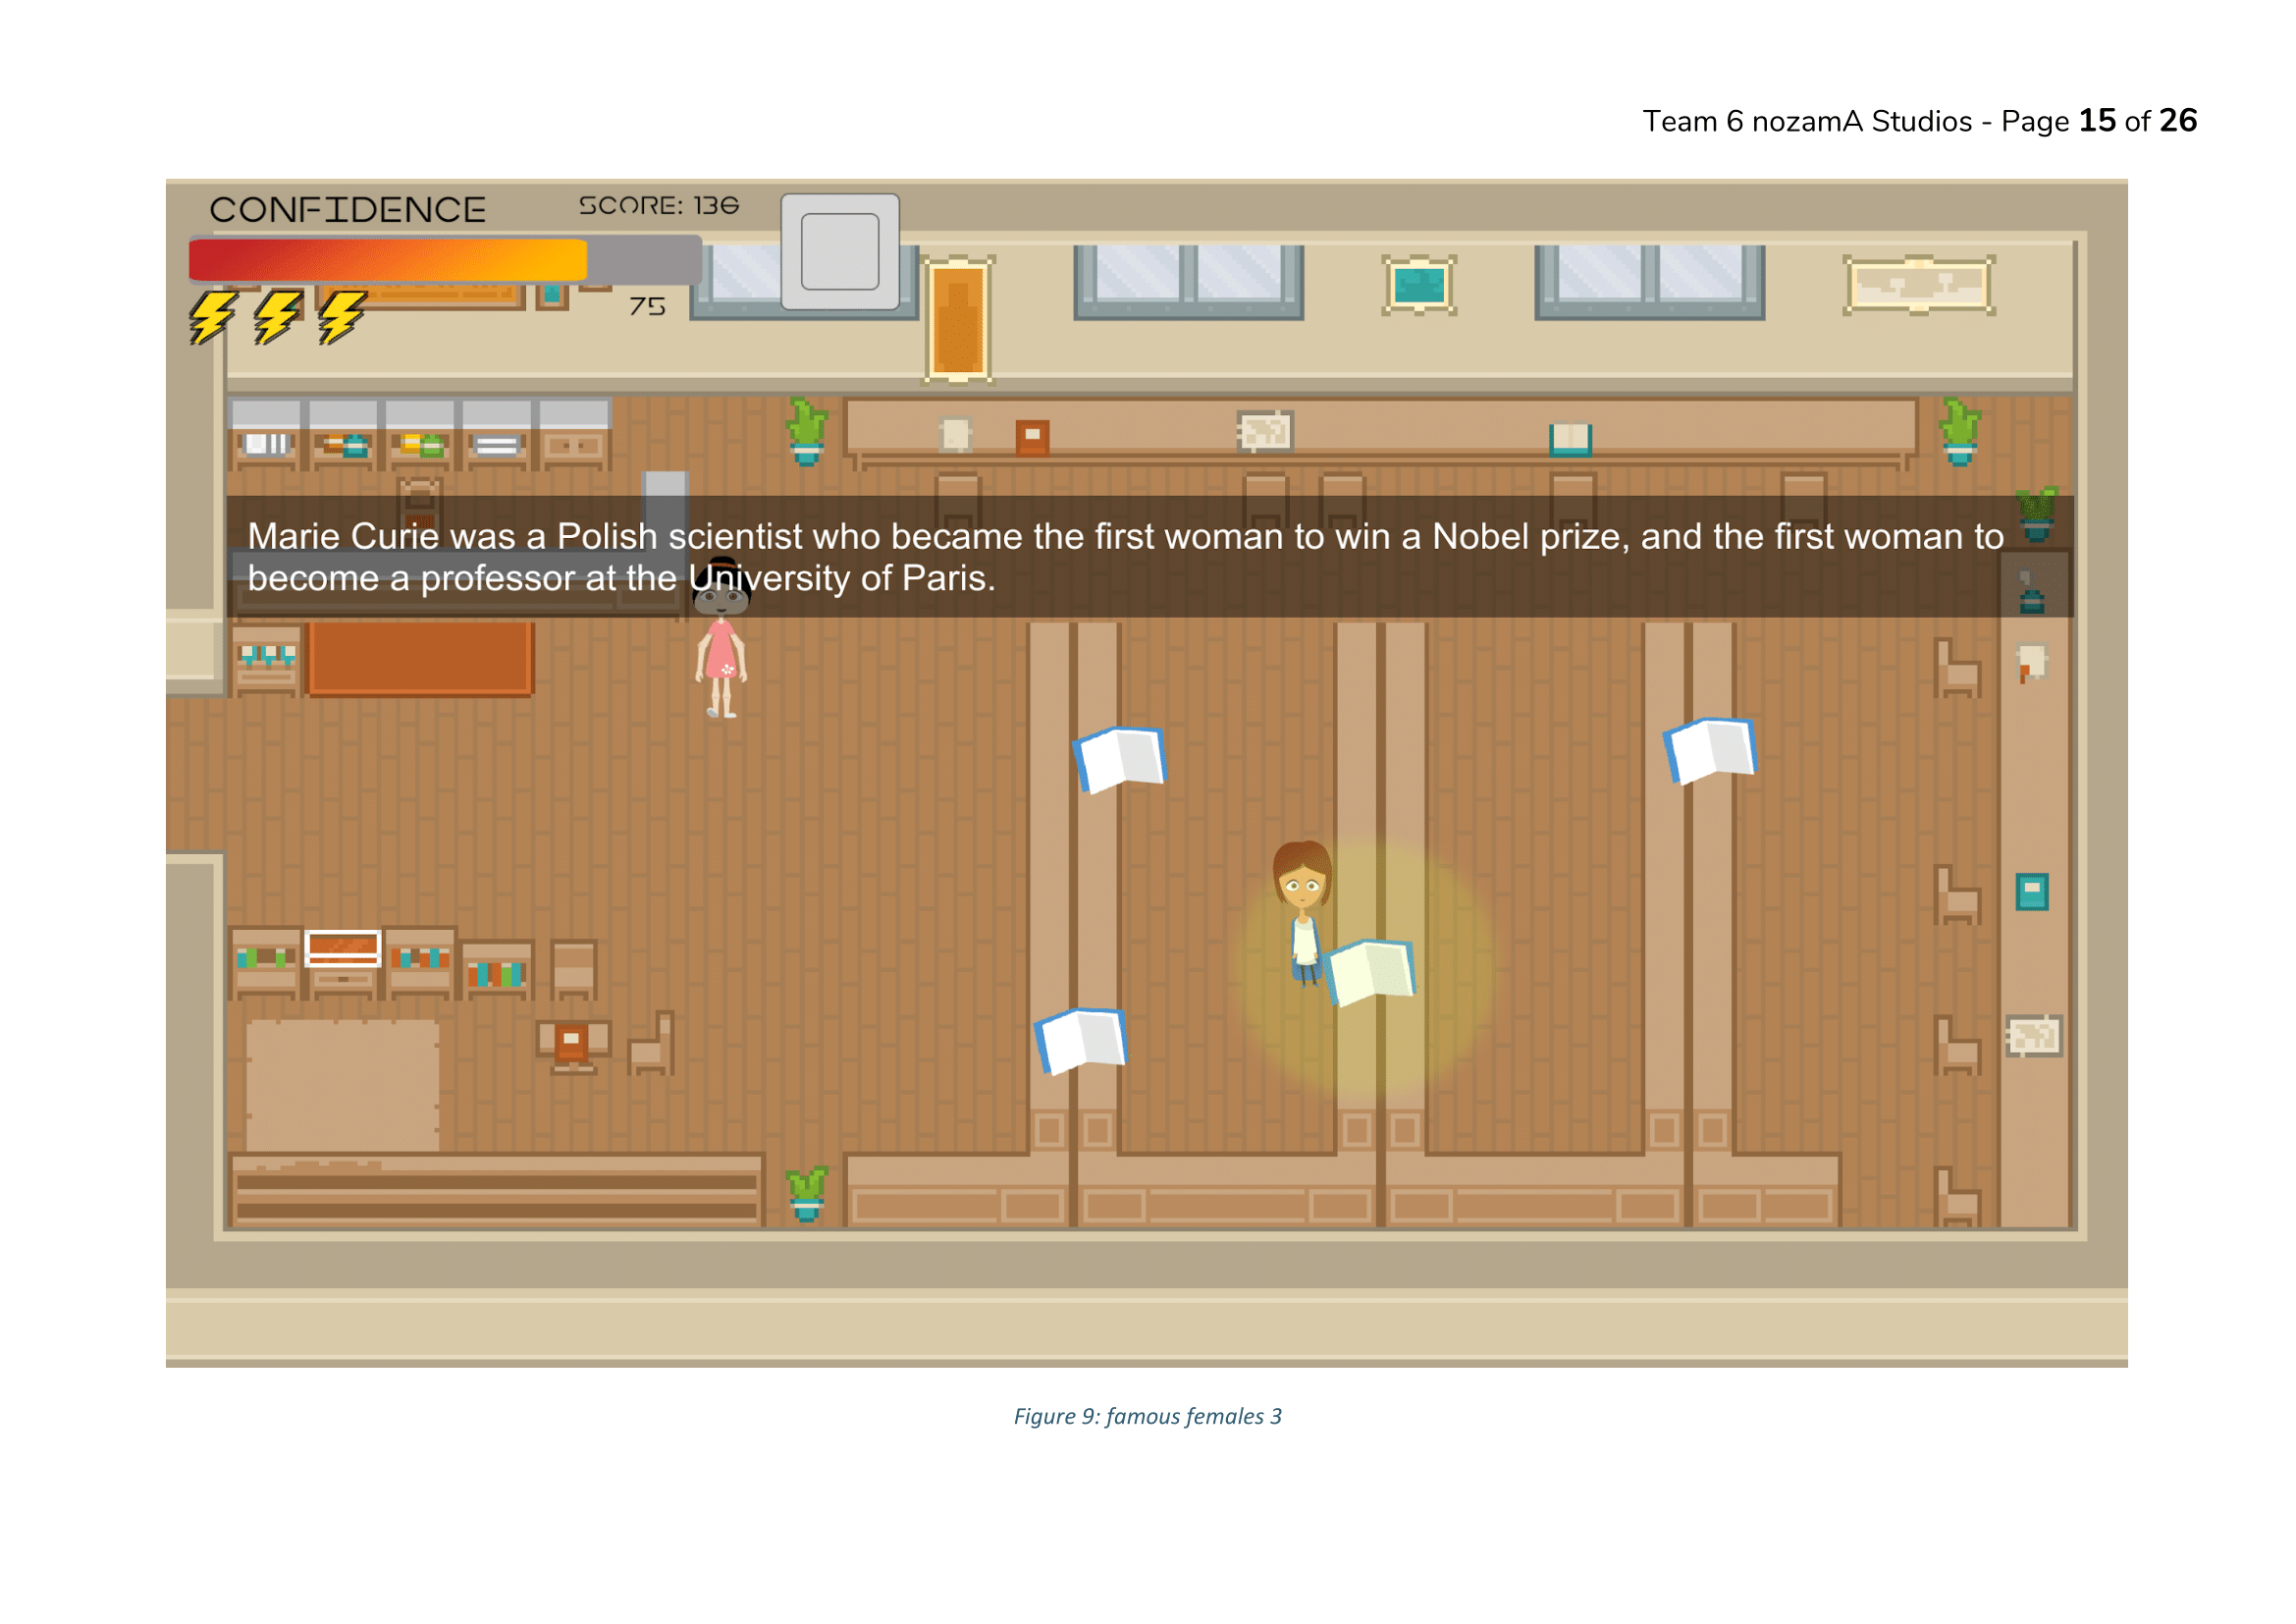 Team 6 nozamA Studios - Page 15 of 26
CONFIDENCE
SCORE: 136
75
Marie Curie was a Polish scientist who became the first woman to win a Nobel prize, and the first woman to
become a professor at the University of Paris.
Figure 9: famous females 3